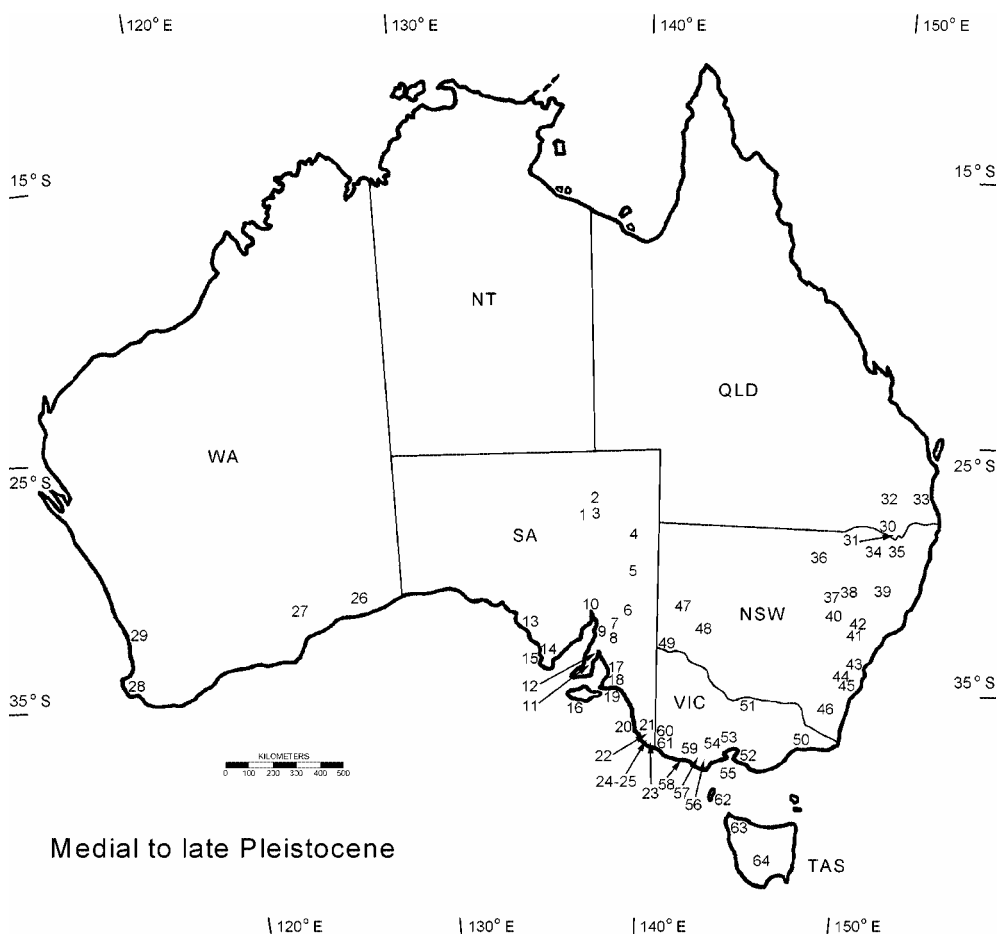 120° E 130° E 140° E 150° E
15° S 15° S
NT
QLD
WA
25° S 25° S
2 32 33
1 3 30
SA 4 31 34 35
36
5
26 10 6 47 37 38 39
27 13 7 NSW 40
9 8 48 42
29 14 49 41
15 17 43
12 18 44
28 11 VIC 45
16 19 51 46
35° S 35° S
20 21 60 53 50
22 61 59 54 52
KILOMETERS
0 100 200 300 400 500
24-25 23 58 57 56 55
62
63
Medial to late Pleistocene
64 TAS
120° E 130° E 140° E 150° E